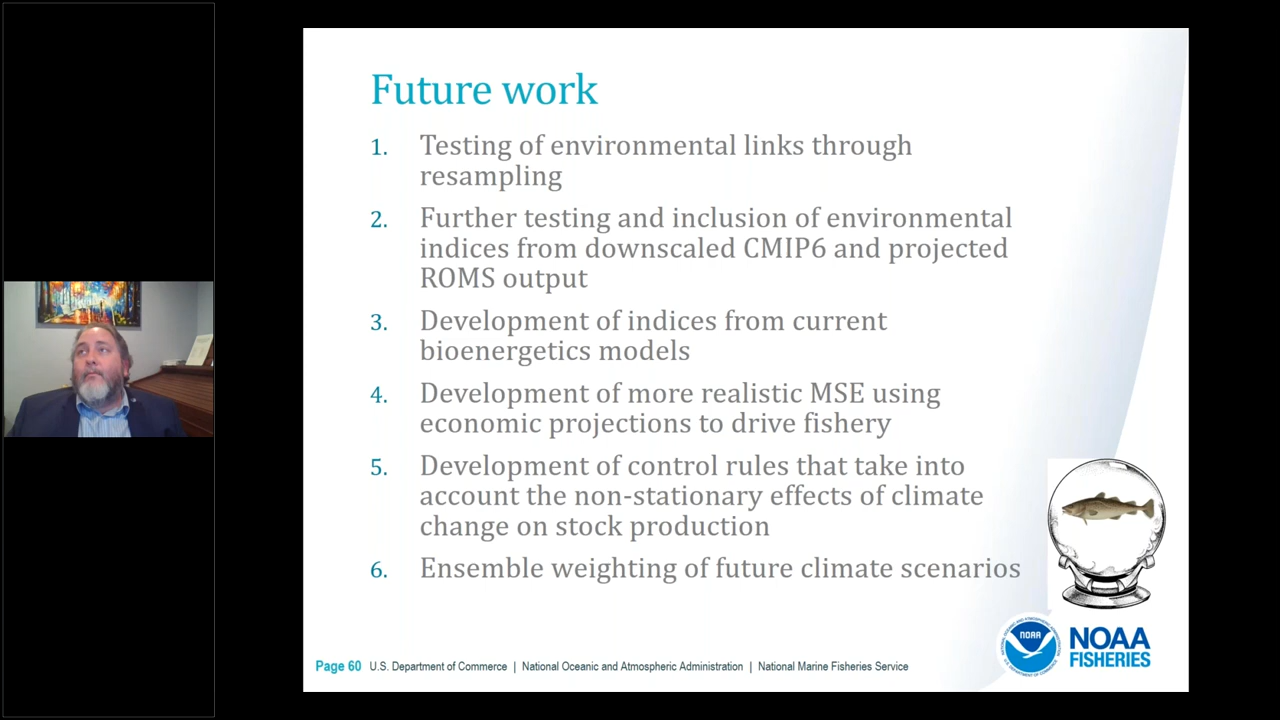 Future work
1. Testing of environmental links through
resampling
2. Further testing and inclusion of environmental
indices from downscaled CMIP6 and projected
ROMS output
3. Development of indices from current
bioenergetics models
4. Development of more realistic MSE using
economic projections to drive fishery
5. Development of control rules that take into
account the non-stationary effects of climate
change on stock production
6. Ensemble weighting of future climate scenarios
NOAA
NOAA
FISHERIES
Page 60 U.S. Department of Commerce | National Oceanic and Atmospheric Administration | National Marine Fisheries Service